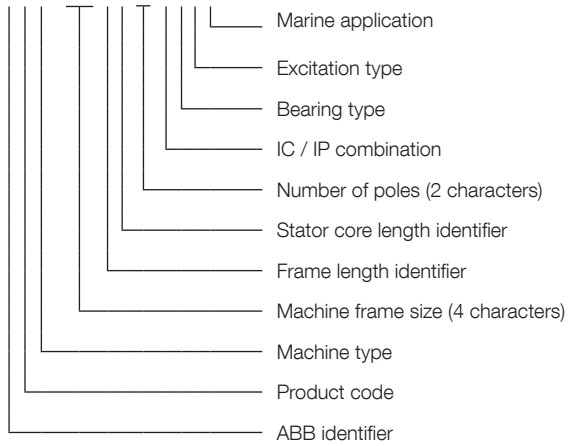 Marine application
Excitation type
Bearing type
IC / IP combination
Number of poles (2 characters)
Stator core length identifier
Frame length identifier
Machine frame size (4 characters)
Machine type
Product code
ABB identifier